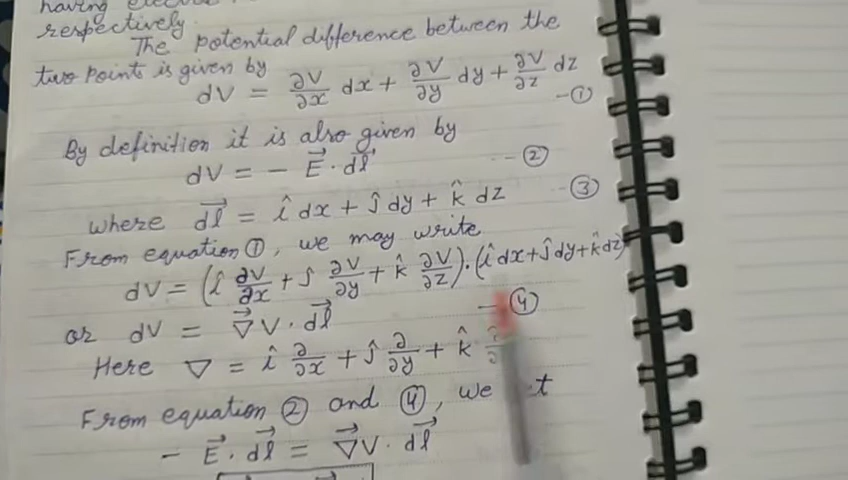 having
respectively.
The potential difference between the
two points is given by
dV = ∂V/∂x dx + ∂V/∂y dy + ∂V/∂z dz
-①
By definition it is also given by
dV = - E⃗ · dl⃗ -②
where dl⃗ = î dx + ĵ dy + k̂ dz -③
From equation ①, we may write
dV = (î ∂V/∂x + ĵ ∂V/∂y + k̂ ∂V/∂z) · (î dx + ĵ dy + k̂ dz)
-④
or dV = ∇⃗V · dl⃗
Here ∇ = î ∂/∂x + ĵ ∂/∂y + k̂
From equation ② and ④, we
- E⃗ · dl⃗ = ∇⃗V · dl⃗